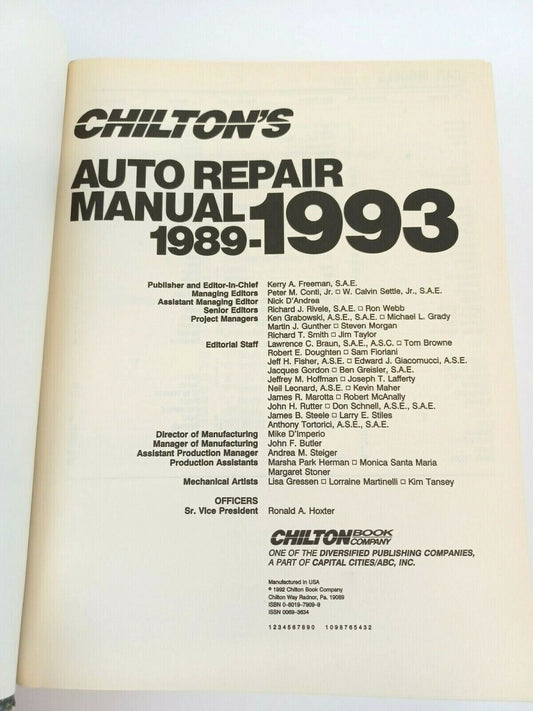 CHILTON'S
AUTO REPAIR
MANUAL
1989-1993
Publisher and Editor-In-Chief Kerry A. Freeman, S.A.E.
Managing Editors Peter M. Conti, Jr. □ W. Calvin Settle, Jr., S.A.E.
Assistant Managing Editor Nick D'Andrea
Senior Editors Richard J. Rivele, S.A.E. □ Ron Webb
Project Managers Ken Grabowski, A.S.E., S.A.E. □ Michael L. Grady
Martin J. Gunther □ Steven Morgan
Richard T. Smith □ Jim Taylor
Editorial Staff Lawrence C. Braun, S.A.E., A.S.C. □ Tom Browne
Robert E. Doughten □ Sam Fiorlani
Jeff H. Fisher, A.S.E. □ Edward J. Giacomucci, A.S.E.
Jacques Gordon □ Ben Greisler, S.A.E.
Jeffrey M. Hoffman □ Joseph T. Lafferty
Neil Leonard, A.S.E. □ Kevin Maher
James R. Marotta □ Robert McAnally
John H. Rutter □ Don Schnell, A.S.E., S.A.E.
James B. Steele □ Larry E. Stiles
Anthony Tortorici, A.S.E., S.A.E.
Director of Manufacturing Mike D'Imperio
Manager of Manufacturing John F. Butler
Assistant Production Manager Andrea M. Steiger
Production Assistants Marsha Park Herman □ Monica Santa Maria
Margaret Stoner
Mechanical Artists Lisa Gressen □ Lorraine Martinelli □ Kim Tansey
OFFICERS
Sr. Vice President Ronald A. Hoxter
CHILTON BOOK
COMPANY
ONE OF THE DIVERSIFIED PUBLISHING COMPANIES,
A PART OF CAPITAL CITIES/ABC, INC.
Manufactured in USA
© 1992 Chilton Book Company
Chilton Way Radnor, Pa. 19089
ISBN 0-8019-7909-9
ISSN 0069-3634
1234567890 1098765432